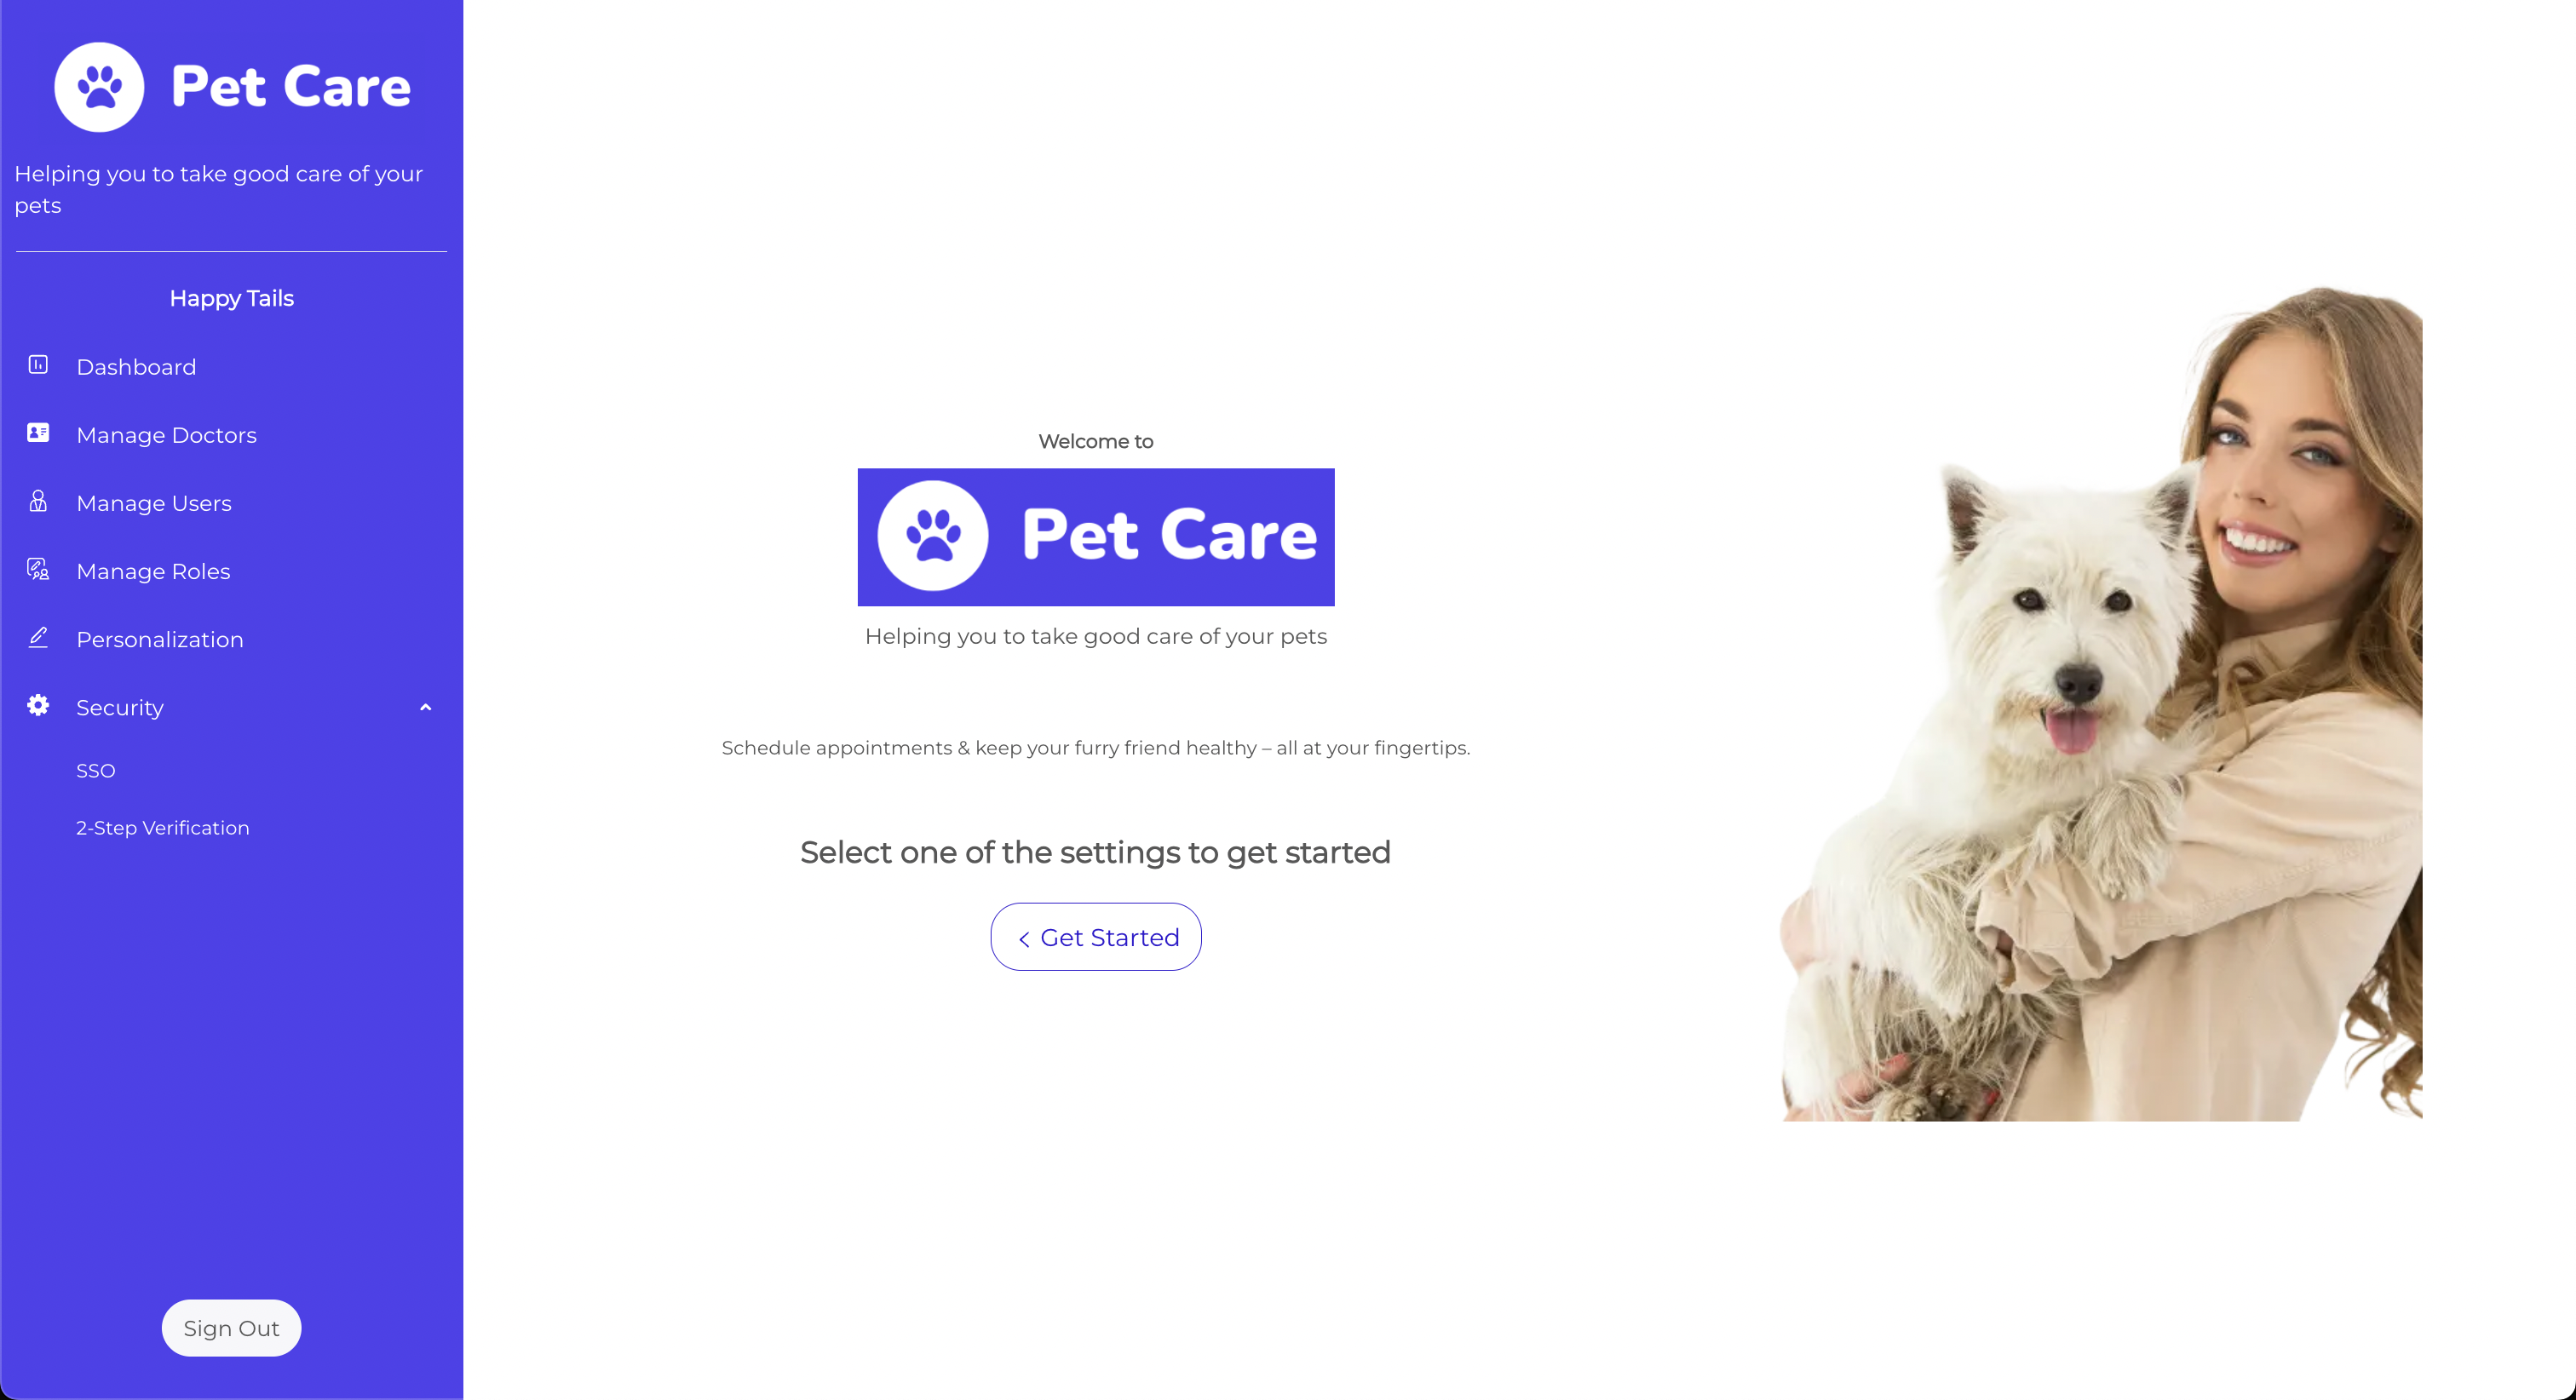 Pet Care
Helping you to take good care of your
pets
Happy Tails
Dashboard
Manage Doctors
Manage Users
Manage Roles
Personalization
Security
SSO
2-Step Verification
Sign Out
Welcome to
Pet Care
Helping you to take good care of your pets
Schedule appointments & keep your furry friend healthy – all at your fingertips.
Select one of the settings to get started
Get Started